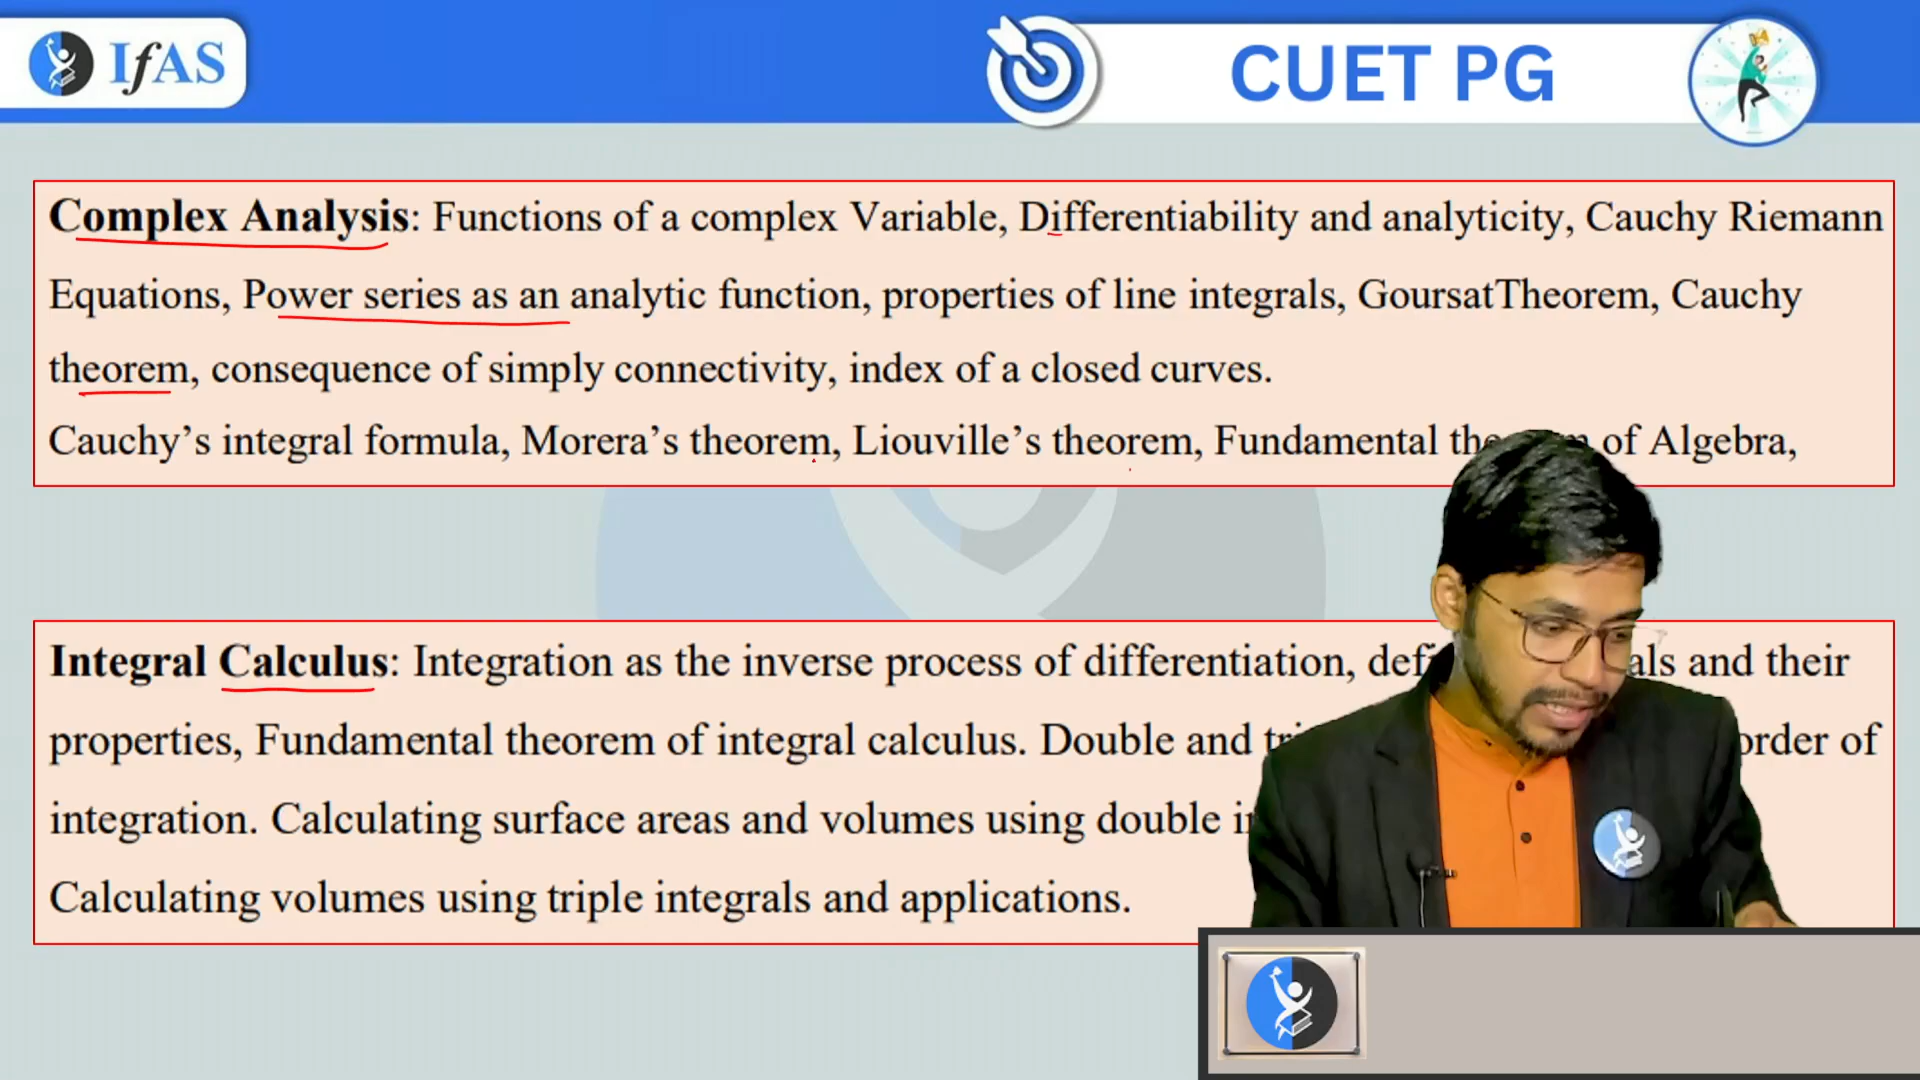 IfAS
CUET PG
Complex Analysis: Functions of a complex Variable, Differentiability and analyticity, Cauchy Riemann
Equations, Power series as an analytic function, properties of line integrals, GoursatTheorem, Cauchy
theorem, consequence of simply connectivity, index of a closed curves.
Cauchy’s integral formula, Morera’s theorem, Liouville’s theorem, Fundamental of Algebra,
Integral Calculus: Integration as the inverse process of differentiation, and their
properties, Fundamental theorem of integral calculus. Double and order of
integration. Calculating surface areas and volumes using double
Calculating volumes using triple integrals and applications.